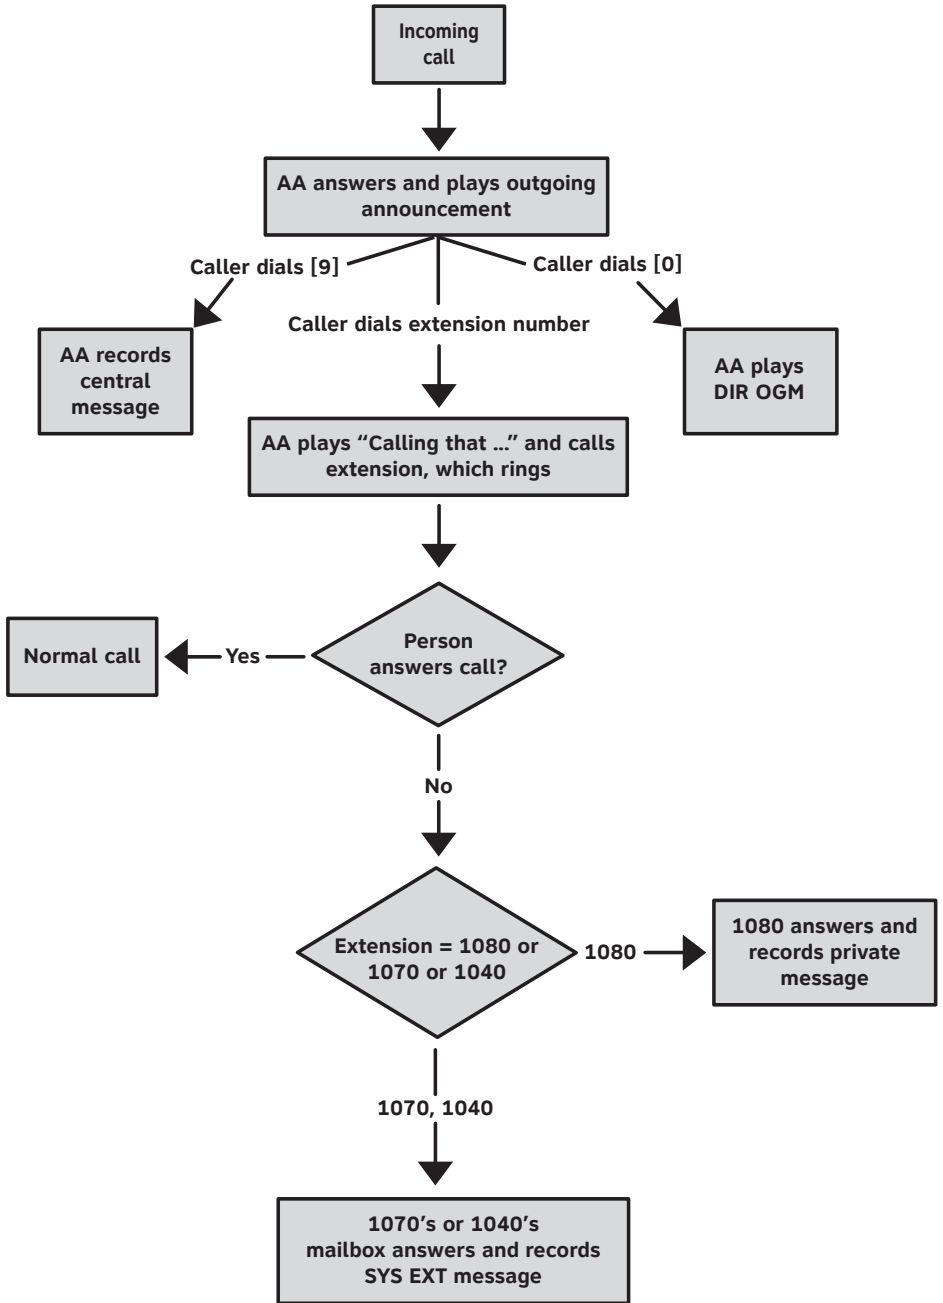 Incoming
call
AA answers and plays outgoing
announcement
Caller dials [9]
Caller dials [0]
Caller dials extension number
AA records
central
message
AA plays
DIR OGM
AA plays “Calling that ...” and calls
extension, which rings
Person
answers call?
Yes
Normal call
No
Extension = 1080 or
1070 or 1040
1080
1080 answers and
records private
message
1070, 1040
1070’s or 1040’s
mailbox answers and records
SYS EXT message